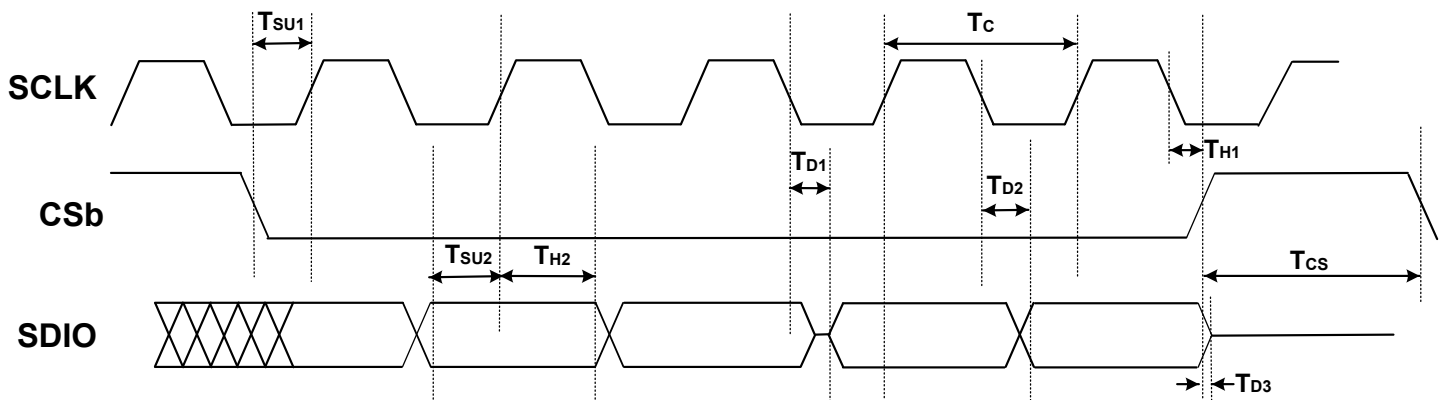 TSU1
TC
SCLK
TH1
TD1
TD2
CSb
TSU2
TH2
TCS
SDIO
TD3